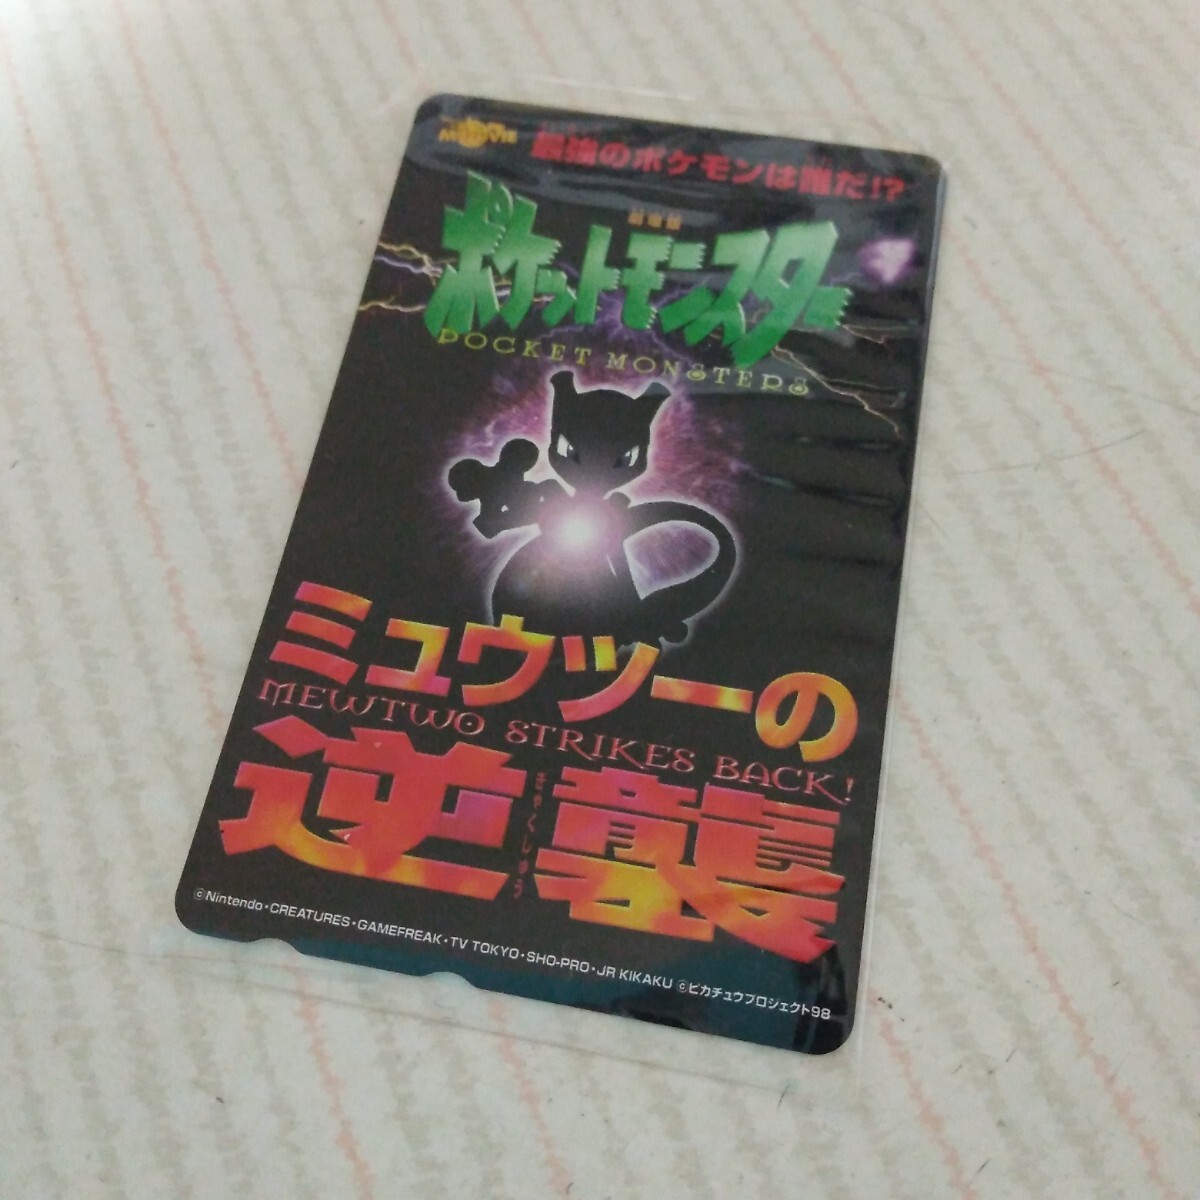 MOVIE
最強のポケモンは誰だ!?
劇場版
ポケットモンスター
POCKET MONSTERS
ミュウツーの
MEWTWO STRIKES BACK!
逆襲
ぎゃくしゅう
©Nintendo・CREATURES・GAMEFREAK・TV TOKYO・SHO-PRO・JR KIKAKU ©ピカチュウプロジェクト98